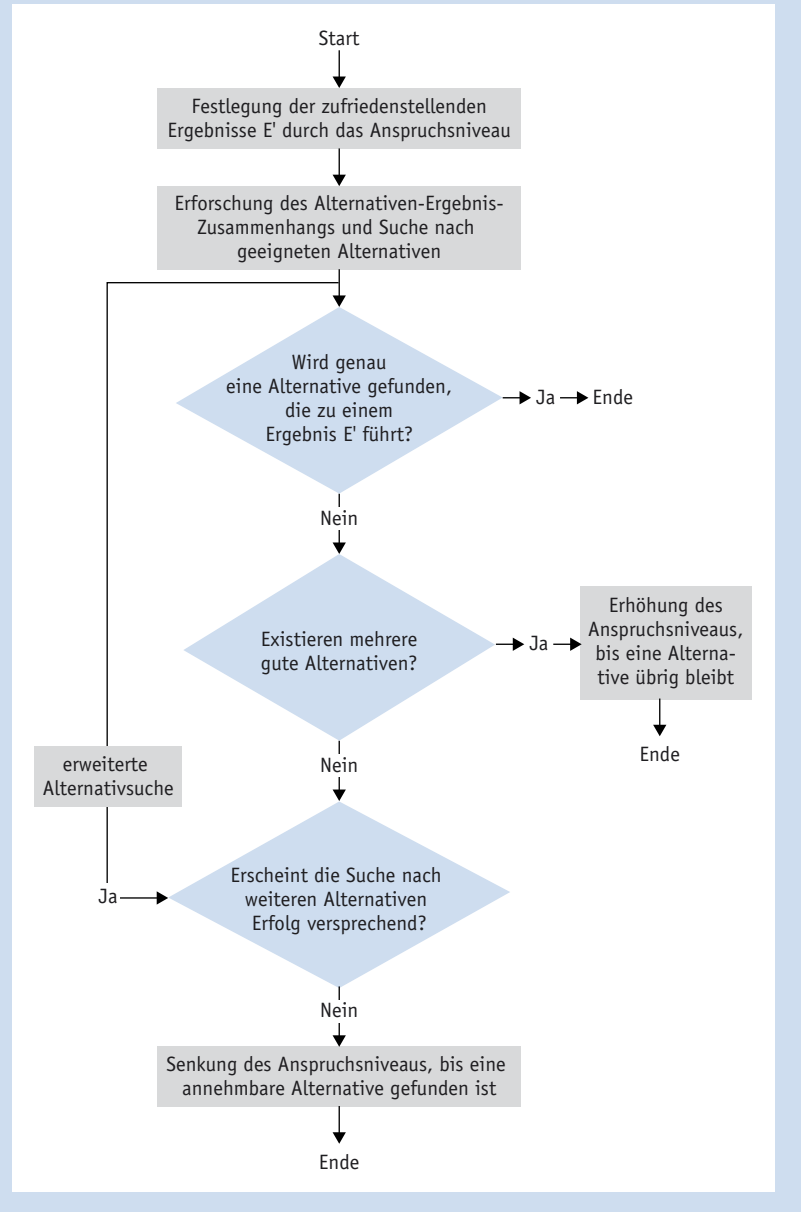 Start
Festlegung der zufriedenstellenden
Ergebnisse E' durch das Anspruchsniveau
Erforschung des Alternativen-Ergebnis-
Zusammenhangs und Suche nach
geeigneten Alternativen
Wird genau
eine Alternative gefunden,
die zu einem
Ergebnis E' führt?
Ja
Ende
Nein
Existieren mehrere
gute Alternativen?
Ja
Erhöhung des
Anspruchsniveaus,
bis eine Alterna-
tive übrig bleibt
Ende
Nein
erweiterte
Alternativsuche
Erscheint die Suche nach
weiteren Alternativen
Erfolg versprechend?
Ja
Nein
Senkung des Anspruchsniveaus, bis eine
annehmbare Alternative gefunden ist
Ende